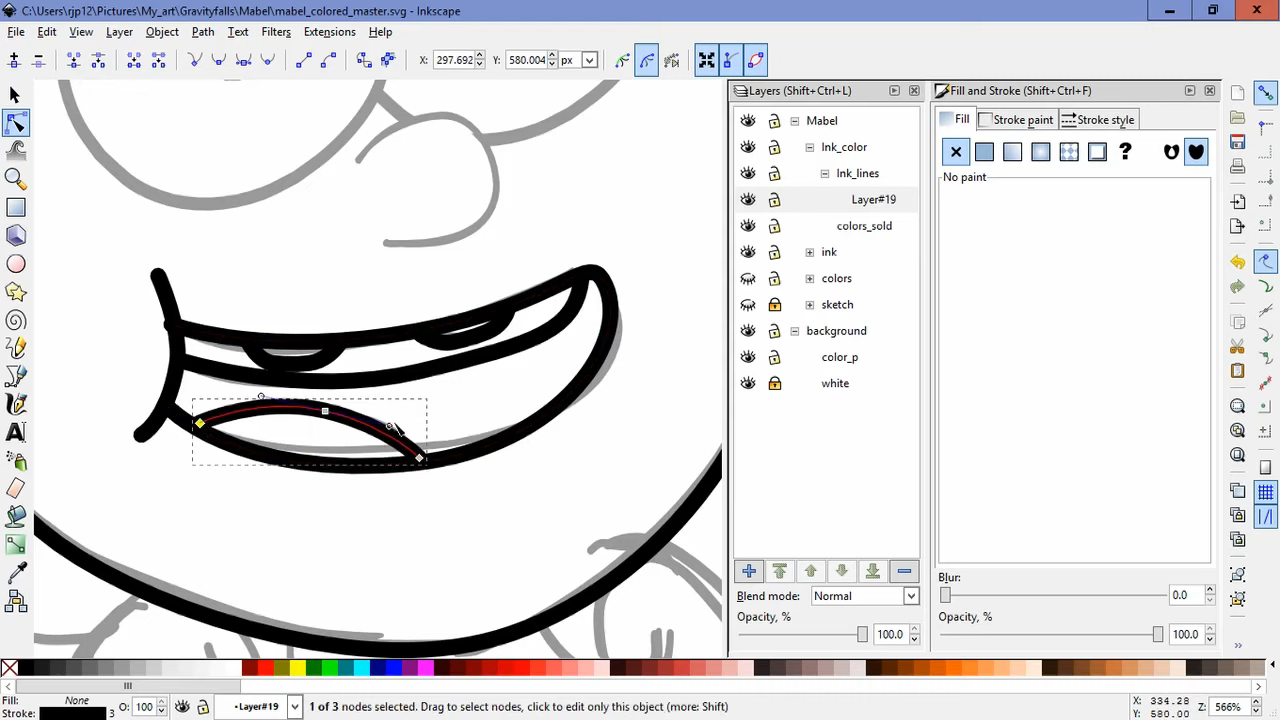 C:\Users\rjp12\Pictures\My_art\Gravityfalls\Mabel\mabel_colored_master.svg - Inkscape
File Edit View Layer Object Path Text Filters Extensions Help
X: 297.692 Y: 580.004 px
Layers (Shift+Ctrl+L)
Fill and Stroke (Shift+Ctrl+F)
Mabel
Ink_color
Ink_lines
Layer#19
colors_sold
ink
colors
sketch
background
color_p
white
Fill Stroke paint Stroke style
?
No paint
Blend mode: Normal
Opacity, %
100.0
Blur:
0.0
Opacity, %
100.0
A
Fill: None
Stroke: 3
O: 100
•Layer#19
1 of 3 nodes selected. Drag to select nodes, click to edit only this object (more: Shift)
X: 334.28
Y: 580.00
Z: 566%